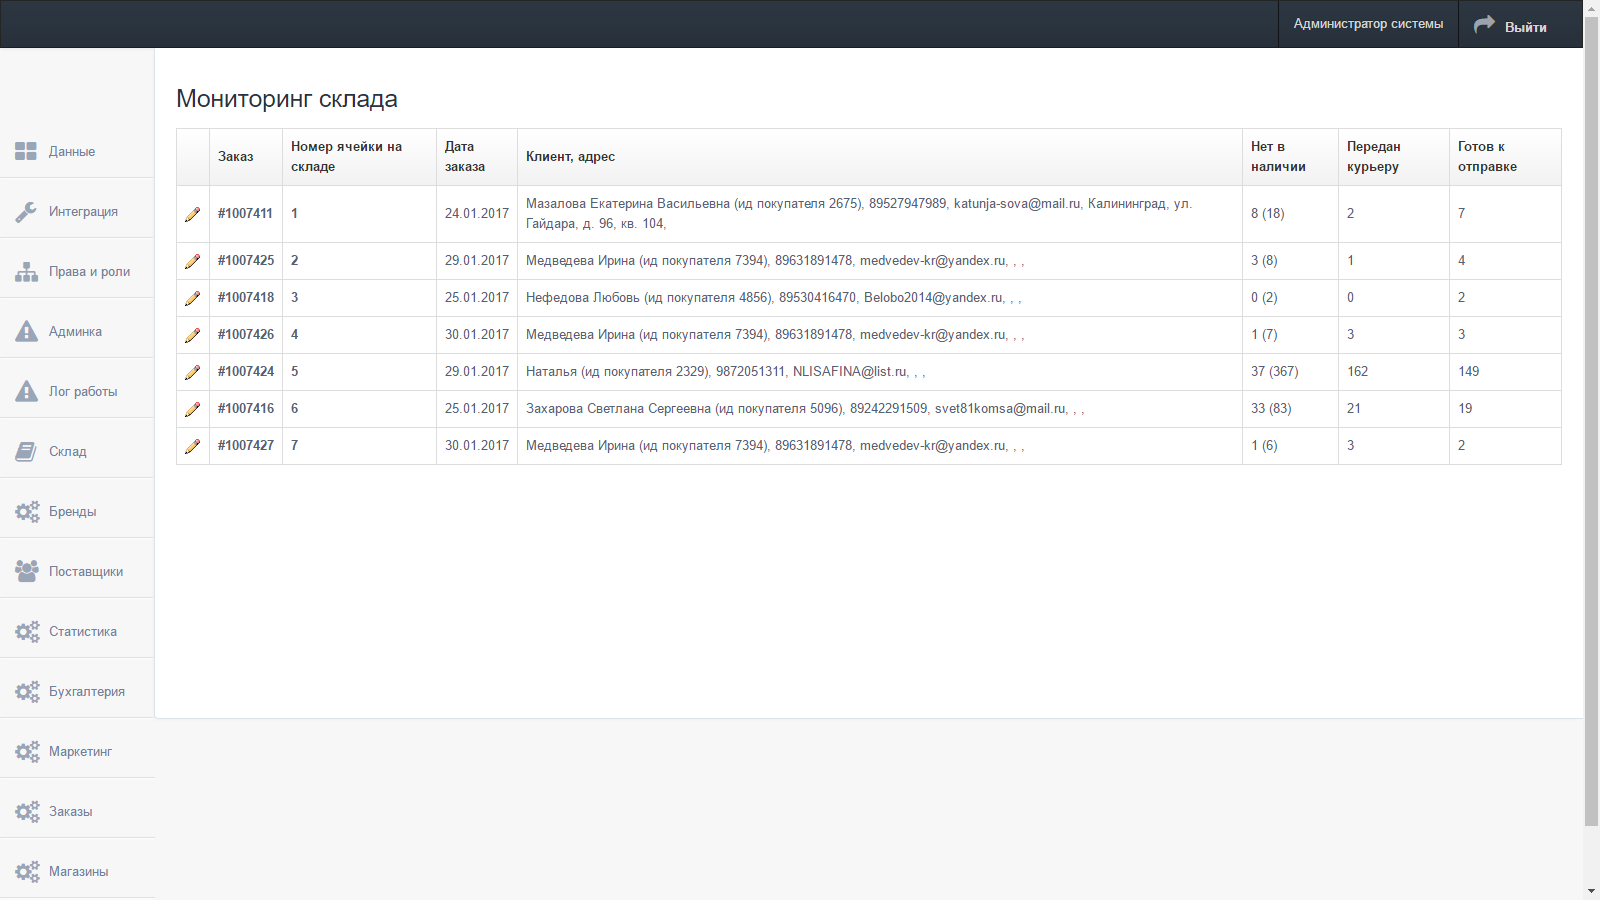 Администратор системы
Выйти
Данные
Интеграция
Права и роли
Админка
Лог работы
Склад
Бренды
Поставщики
Статистика
Бухгалтерия
Маркетинг
Заказы
Магазины
Мониторинг склада
Заказ
Номер ячейки на
складе
Дата
заказа
Клиент, адрес
Нет в
наличии
Передан
курьеру
Готов к
отправке
#1007411 1 24.01.2017 Мазалова Екатерина Васильевна (ид покупателя 2675), 89527947989, katunja-sova@mail.ru, Калининград, ул. 8 (18) 2 7
Гайдара, д. 96, кв. 104,
#1007425 2 29.01.2017 Медведева Ирина (ид покупателя 7394), 89631891478, medvedev-kr@yandex.ru, , , 3 (8) 1 4
#1007418 3 25.01.2017 Нефедова Любовь (ид покупателя 4856), 89530416470, Belobo2014@yandex.ru, , , 0 (2) 0 2
#1007426 4 30.01.2017 Медведева Ирина (ид покупателя 7394), 89631891478, medvedev-kr@yandex.ru, , , 1 (7) 3 3
#1007424 5 29.01.2017 Наталья (ид покупателя 2329), 9872051311, NLISAFINA@list.ru, , , 37 (367) 162 149
#1007416 6 25.01.2017 Захарова Светлана Сергеевна (ид покупателя 5096), 89242291509, svet81komsa@mail.ru, , , 33 (83) 21 19
#1007427 7 30.01.2017 Медведева Ирина (ид покупателя 7394), 89631891478, medvedev-kr@yandex.ru, , , 1 (6) 3 2